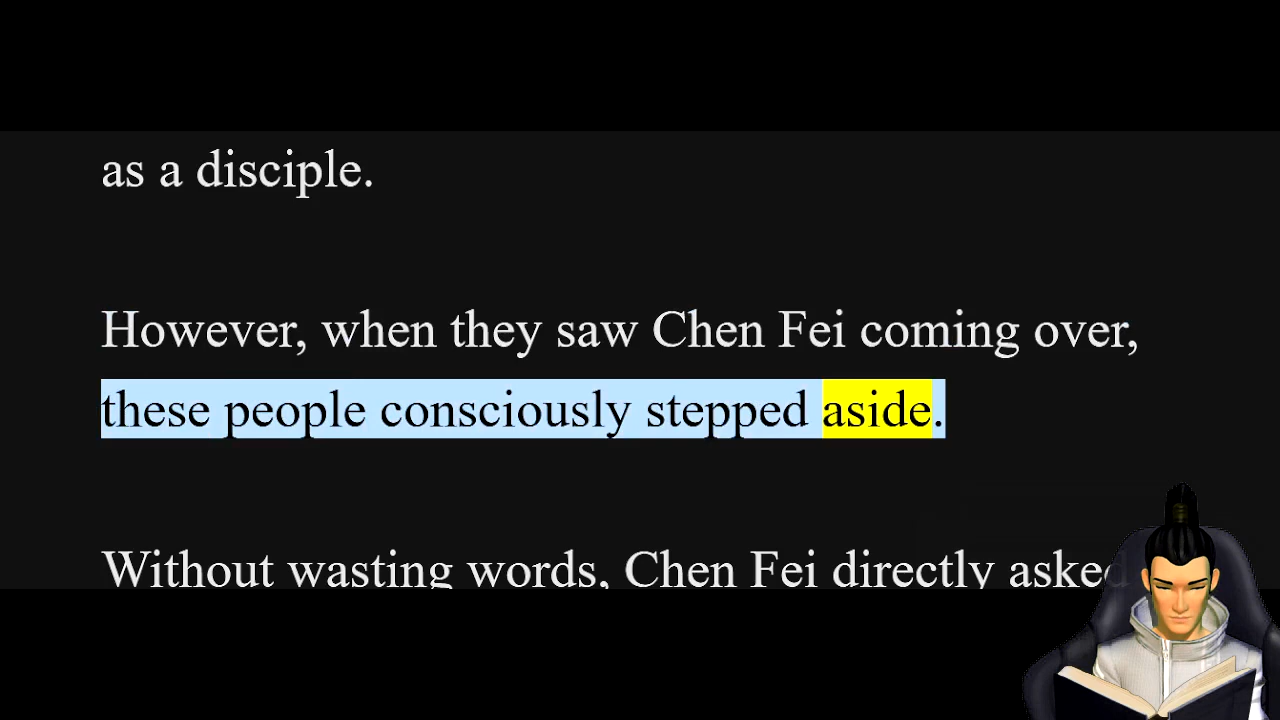 as a disciple.
However, when they saw Chen Fei coming over,
these people consciously stepped aside.
Without wasting words, Chen Fei directly asked